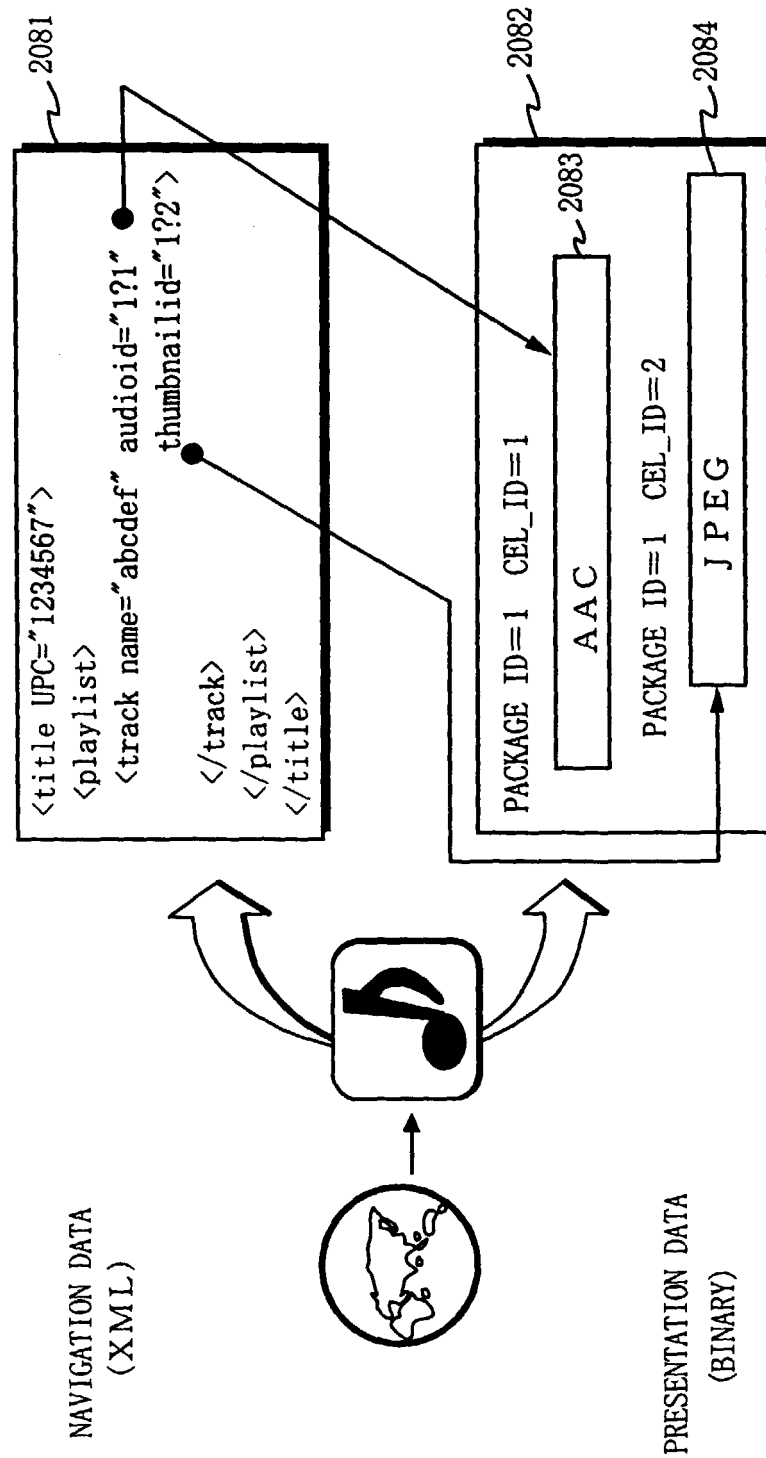 NAVIGATION DATA
(XML)
2081
<title UPC="1234567">
<playlist>
<track name="abcdef" audioid="1?1"
thumbnailid="1?2">
</track>
</playlist>
</title>
PRESENTATION DATA
(BINARY)
2082
PACKAGE ID=1 CEL_ID=1
2083
AAC
PACKAGE ID=1 CEL_ID=2
2084
JPEG